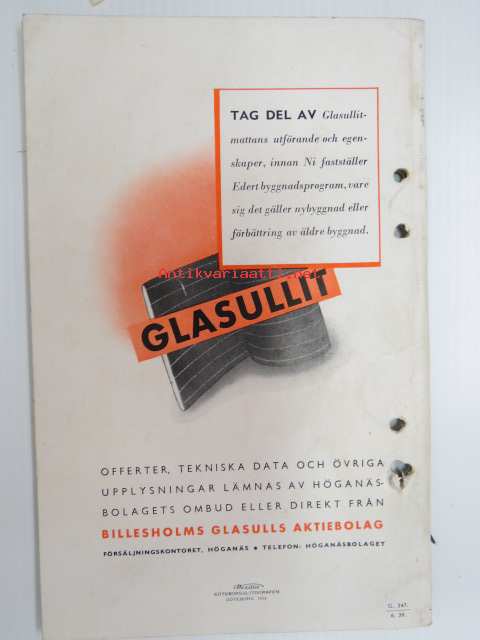 TAG DEL AV Glasullit-
mattans utförande och egen-
skaper, innan Ni fastställer
Edert byggnadsprogram, vare
sig det gäller nybyggnad eller
förbättring av äldre byggnad.
Antikvariaatti.net
GLASULLIT
OFFERTER, TEKNISKA DATA OCH ÖVRIGA
UPPLYSNINGAR LÄMNAS AV HÖGANÄS-
BOLAGETS OMBUD ELLER DIREKT FRÅN
BILLESHOLMS GLASULLS AKTIEBOLAG
FÖRSÄLJNINGSKONTORET, HÖGANÄS • TELEFON: HÖGANÄSBOLAGET
GÖTEBORG